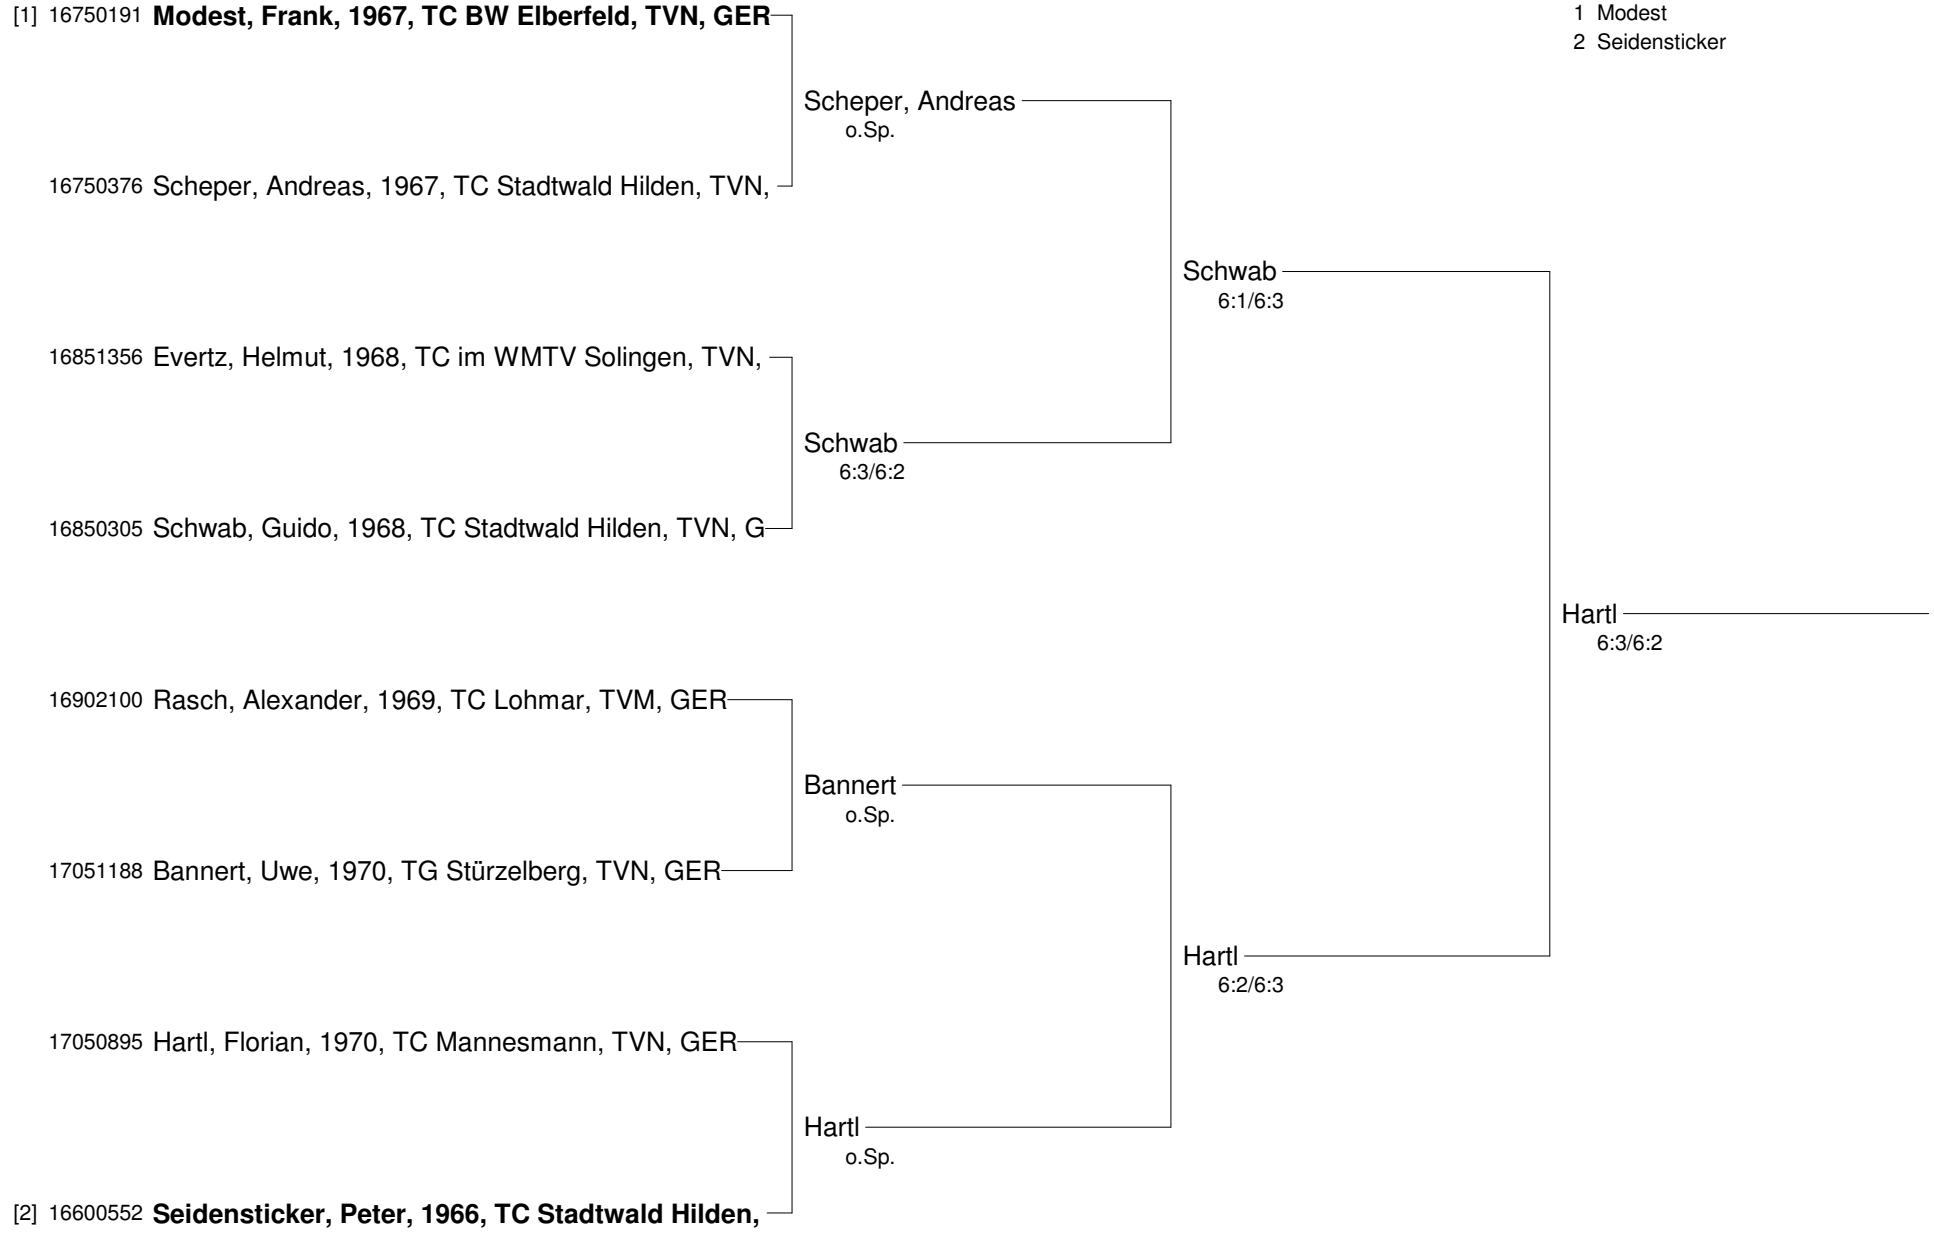 [1] 16750191 Modest, Frank, 1967, TC BW Elberfeld, TVN, GER
1 Modest
2 Seidensticker
Scheper, Andreas
o.Sp.
16750376 Scheper, Andreas, 1967, TC Stadtwald Hilden, TVN,
Schwab
6:1/6:3
16851356 Evertz, Helmut, 1968, TC im WMTV Solingen, TVN,
Schwab
6:3/6:2
16850305 Schwab, Guido, 1968, TC Stadtwald Hilden, TVN, G
Hartl
6:3/6:2
16902100 Rasch, Alexander, 1969, TC Lohmar, TVM, GER
Bannert
o.Sp.
17051188 Bannert, Uwe, 1970, TG Stürzelberg, TVN, GER
Hartl
6:2/6:3
17050895 Hartl, Florian, 1970, TC Mannesmann, TVN, GER
Hartl
o.Sp.
[2] 16600552 Seidensticker, Peter, 1966, TC Stadtwald Hilden,